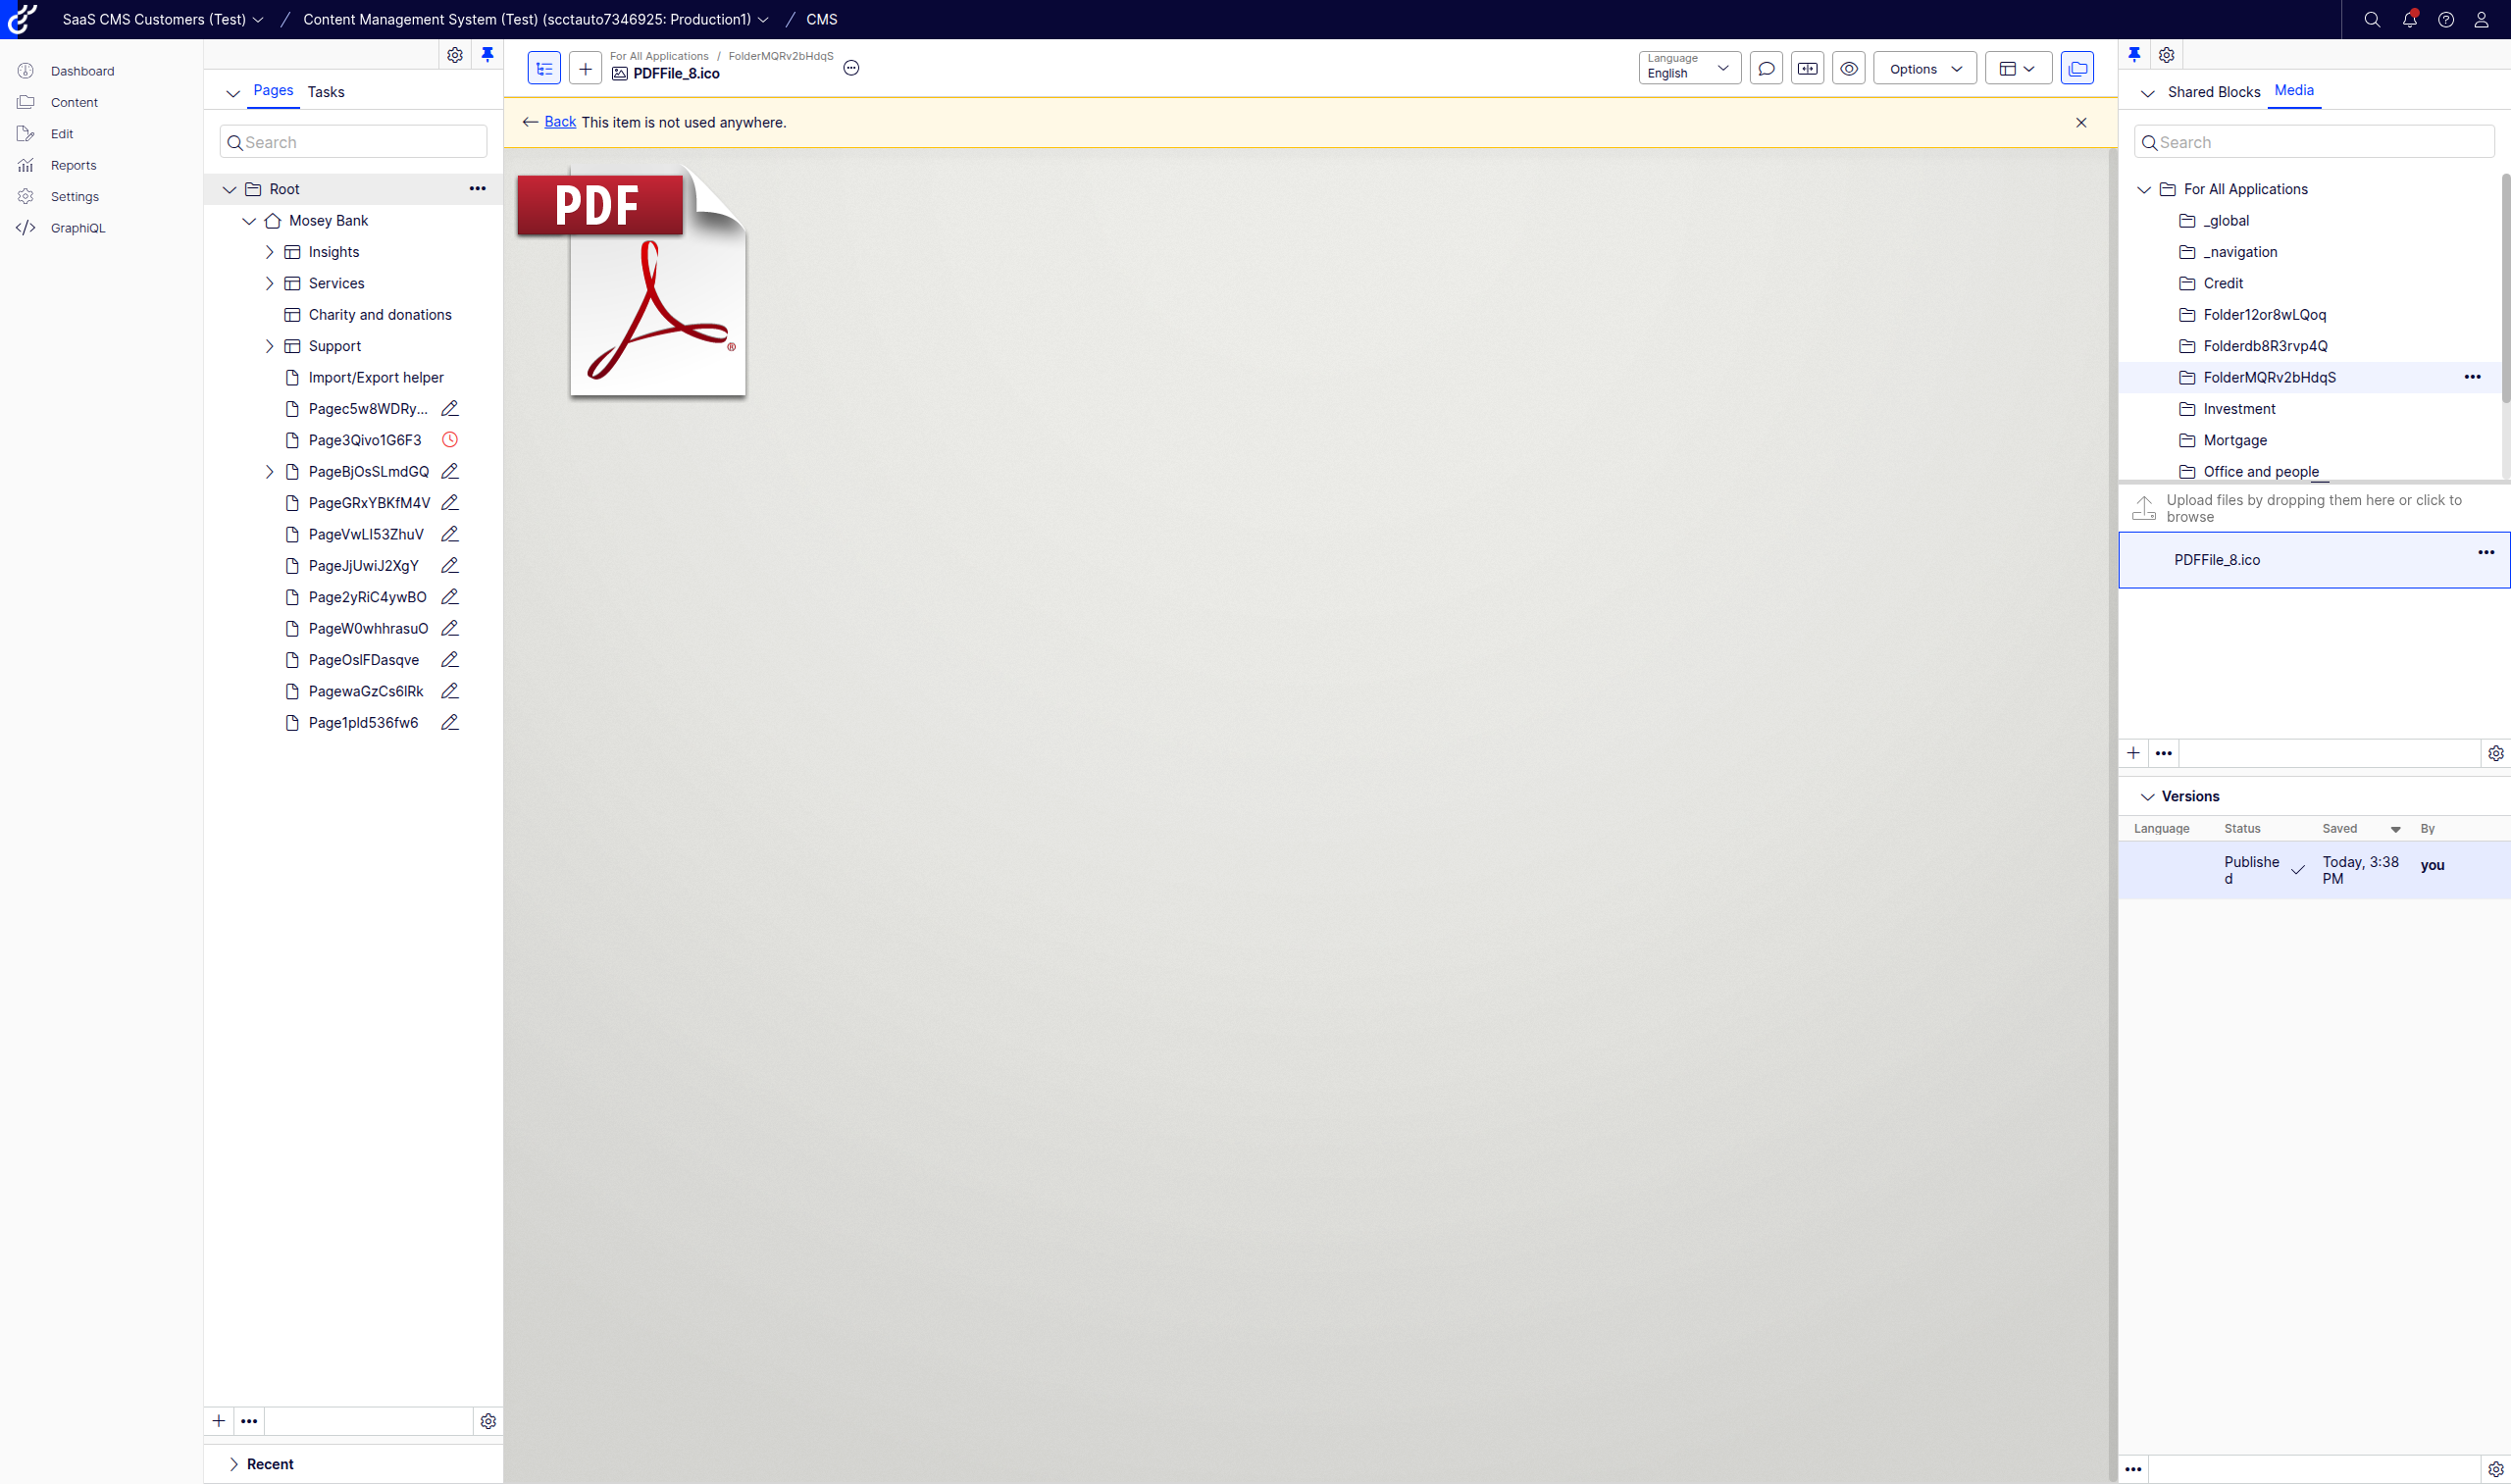 SaaS CMS Customers (Test) / Content Management System (Test) (scctauto7346925: Production1) / CMS
Dashboard
Content
Edit
Reports
Settings
GraphiQL
Pages Tasks
Search
Root
Mosey Bank
Insights
Services
Charity and donations
Support
Import/Export helper
Pagec5w8WDRy...
Page3Qivo1G6F3
PageBjOsSLmdGQ
PageGRxYBKfM4V
PageVwLI53ZhuV
PageJjUwiJ2XgY
Page2yRiC4ywBO
PageW0whhrasuO
PageOsIFDasqve
PagewaGzCs6IRk
Page1pId536fw6
Recent
For All Applications / FolderMQRv2bHdqS
PDFFile_8.ico
Language
English
Options
Back This item is not used anywhere.
PDF
®
Shared Blocks Media
Search
For All Applications
_global
_navigation
Credit
Folder12or8wLQoq
Folderdb8R3rvp4Q
FolderMQRv2bHdqS
Investment
Mortgage
Office and people
Upload files by dropping them here or click to
browse
PDFFile_8.ico
Versions
Language Status Saved By
Publishe
d
Today, 3:38
PM
you